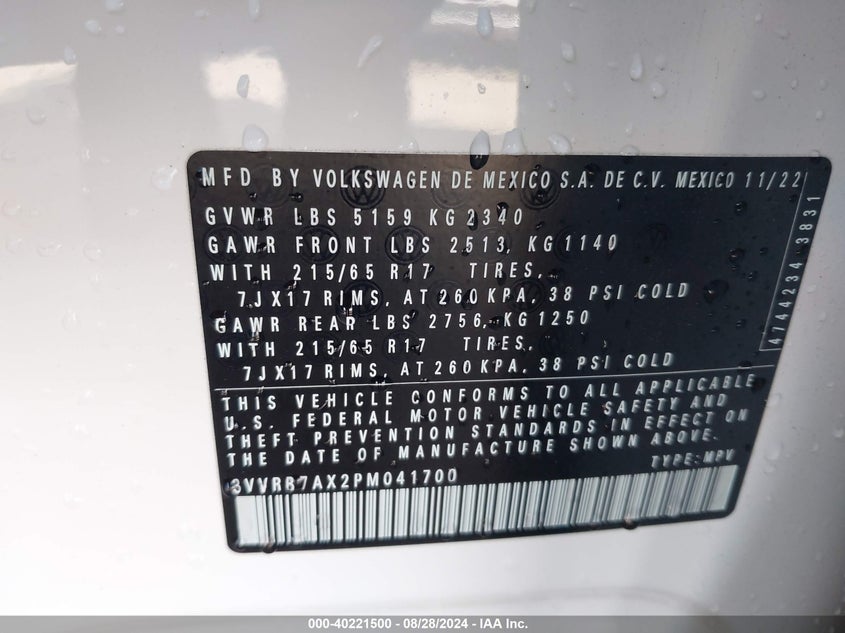 MFD BY VOLKSWAGEN DE MEXICO S.A. DE C.V. MEXICO 11/22
GVWR LBS 5159 KG 2340
GAWR FRONT LBS 2513, KG 1140
WITH 215/65 R17 TIRES,
7JX17 RIMS, AT 260 KPA, 38 PSI COLD
GAWR REAR LBS 2756, KG 1250
WITH 215/65 R17 TIRES,
7JX17 RIMS, AT 260 KPA, 38 PSI COLD
4744234 3831
THIS VEHICLE CONFORMS TO ALL APPLICABLE
U.S. FEDERAL MOTOR VEHICLE SAFETY AND
THEFT PREVENTION STANDARDS IN EFFECT ON
THE DATE OF MANUFACTURE SHOWN ABOVE.
TYPE: MPV
3VVRB7AX2PM041700
000-40221500 - 08/28/2024 - IAA Inc.